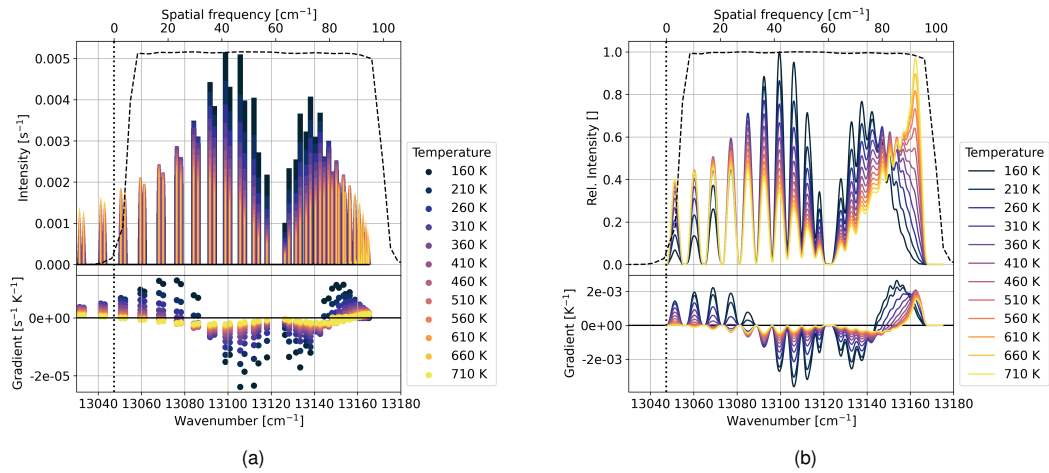 Spatial frequency [cm⁻¹]
0 20 40 60 80 100
0.005
0.004
0.003
0.002
0.001
0.000
Intensity [s⁻¹]
0e+00
-2e-05
Gradient [s⁻¹ K⁻¹]
13040 13060 13080 13100 13120 13140 13160 13180
Wavenumber [cm⁻¹]
Temperature
160 K
210 K
260 K
310 K
360 K
410 K
460 K
510 K
560 K
610 K
660 K
710 K
(a)
Spatial frequency [cm⁻¹]
0 20 40 60 80 100
1.0
0.8
0.6
0.4
0.2
0.0
Rel. Intensity []
2e-03
0e+00
-2e-03
Gradient [K⁻¹]
13040 13060 13080 13100 13120 13140 13160 13180
Wavenumber [cm⁻¹]
Temperature
160 K
210 K
260 K
310 K
360 K
410 K
460 K
510 K
560 K
610 K
660 K
710 K
(b)